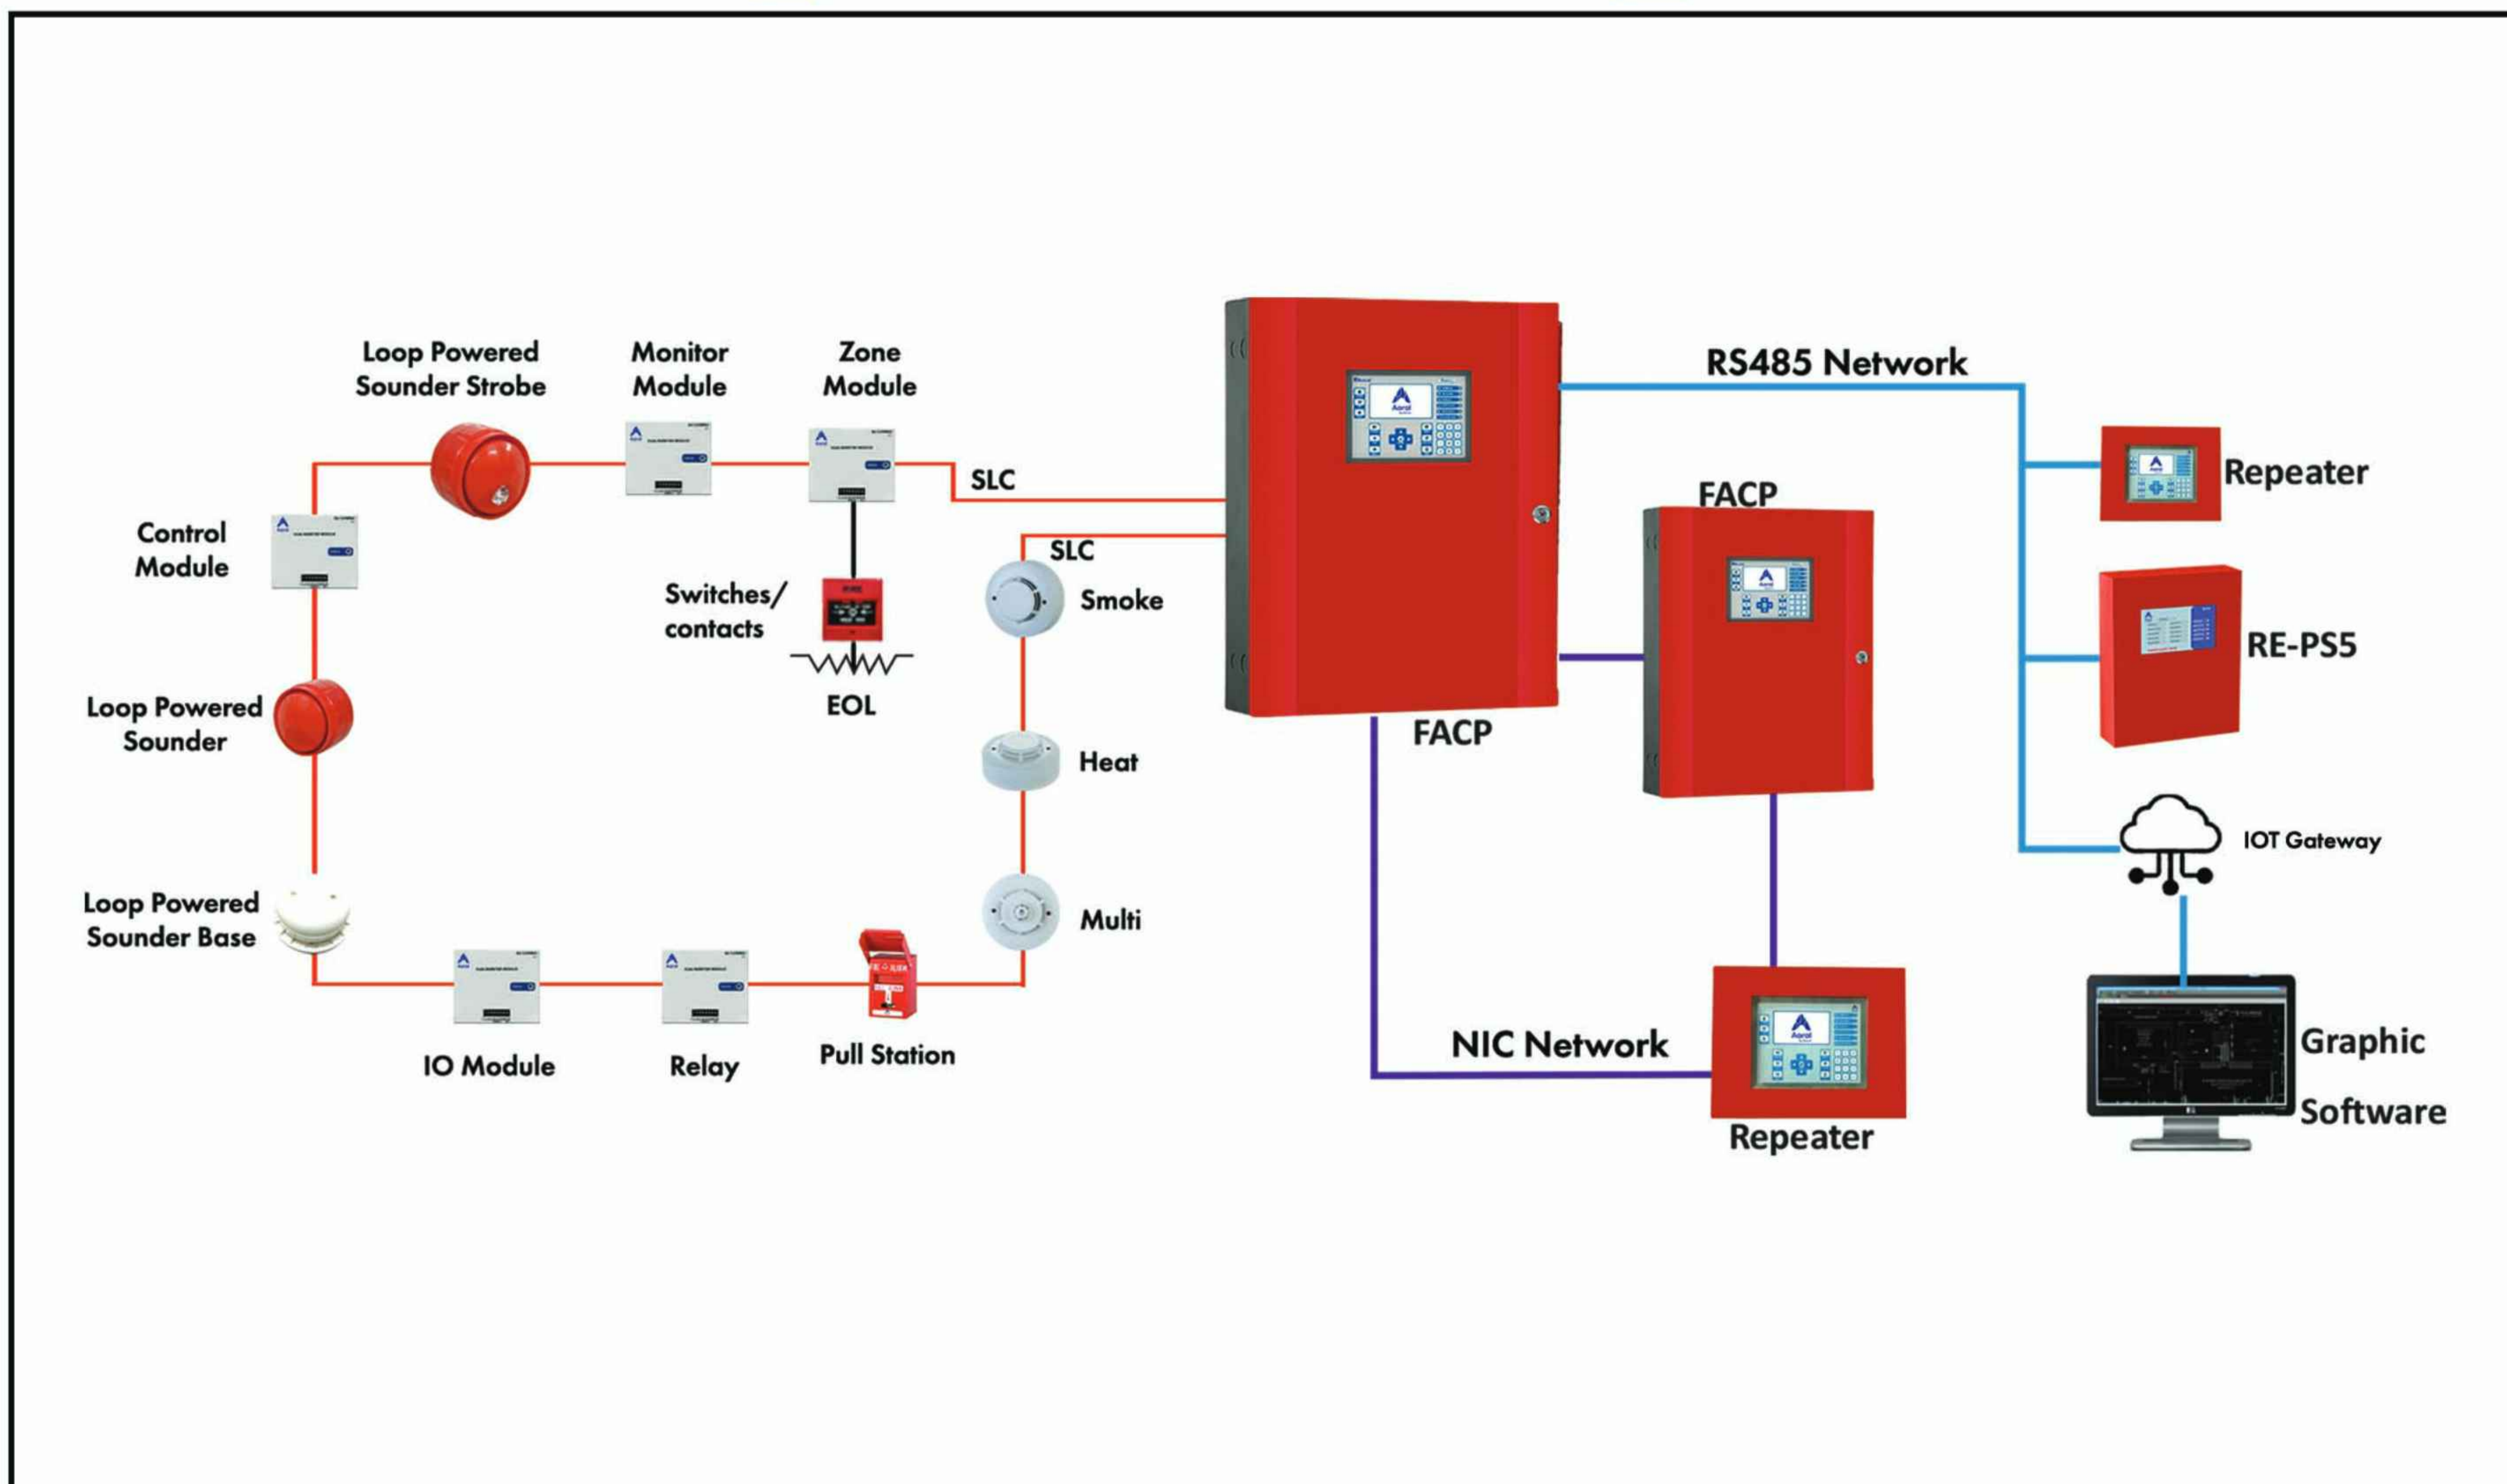 Loop Powered
Sounder Strobe
Monitor
Module
Zone
Module
SLC
RS485 Network
Repeater
FACP
Control
Module
SLC
Smoke
Switches/
contacts
EOL
RE-PS5
Loop Powered
Sounder
FACP
Heat
IOT Gateway
Loop Powered
Sounder Base
Multi
IO Module
Relay
Pull Station
NIC Network
Repeater
Graphic
Software